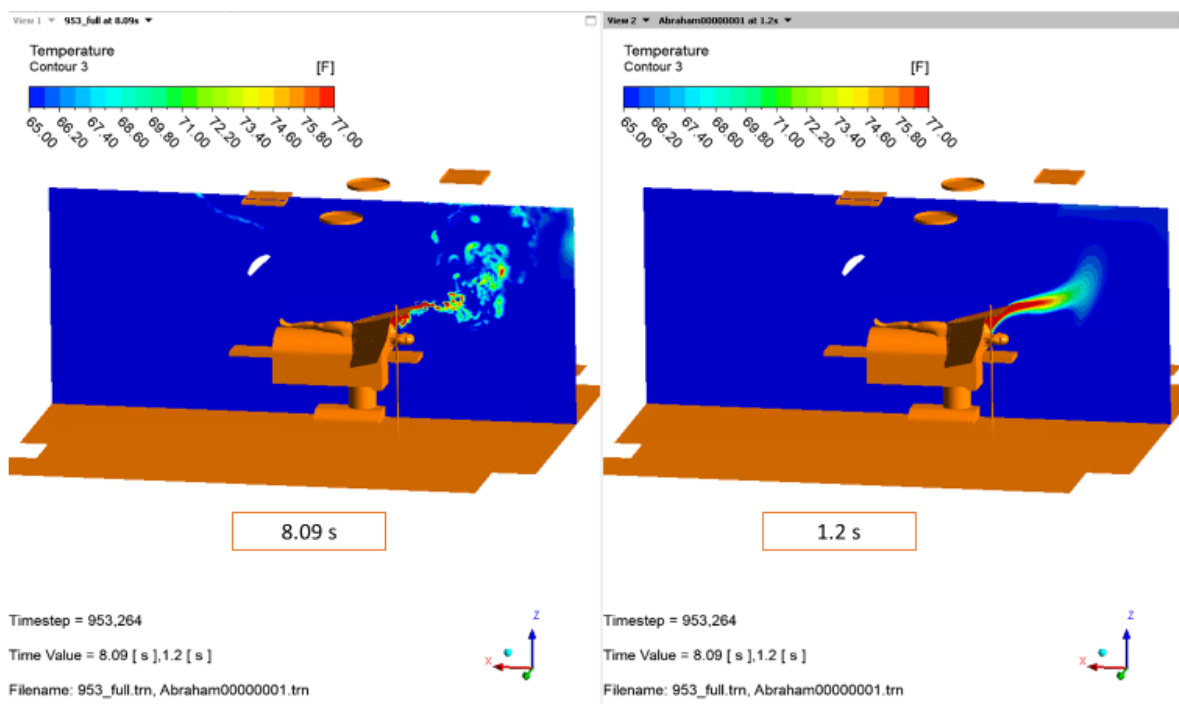 View 1 ▼ 953_full at 8.09s ▼
Temperature
Contour 3
[F]
65.00 66.20 67.40 68.60 69.80 71.00 72.20 73.40 74.60 75.80 77.00
8.09 s
Timestep = 953,264
Time Value = 8.09 [ s ],1.2 [ s ]
Filename: 953_full.trn, Abraham00000001.trn
Z
X
View 2 ▼ Abraham00000001 at 1.2s ▼
Temperature
Contour 3
[F]
65.00 66.20 67.40 68.60 69.80 71.00 72.20 73.40 74.60 75.80 77.00
1.2 s
Timestep = 953,264
Time Value = 8.09 [ s ],1.2 [ s ]
Filename: 953_full.trn, Abraham00000001.trn
Z
X